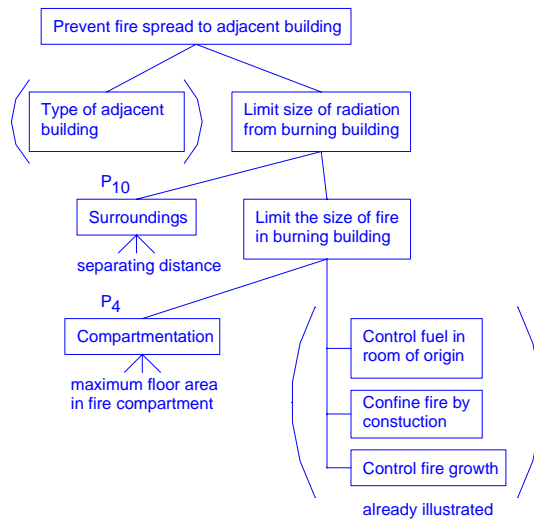 Prevent fire spread to adjacent building
Type of adjacent
building
Limit size of radiation
from burning building
P10
Surroundings
separating distance
Limit the size of fire
in burning building
P4
Compartmentation
maximum floor area
in fire compartment
Control fuel in
room of origin
Confine fire by
constuction
Control fire growth
already illustrated